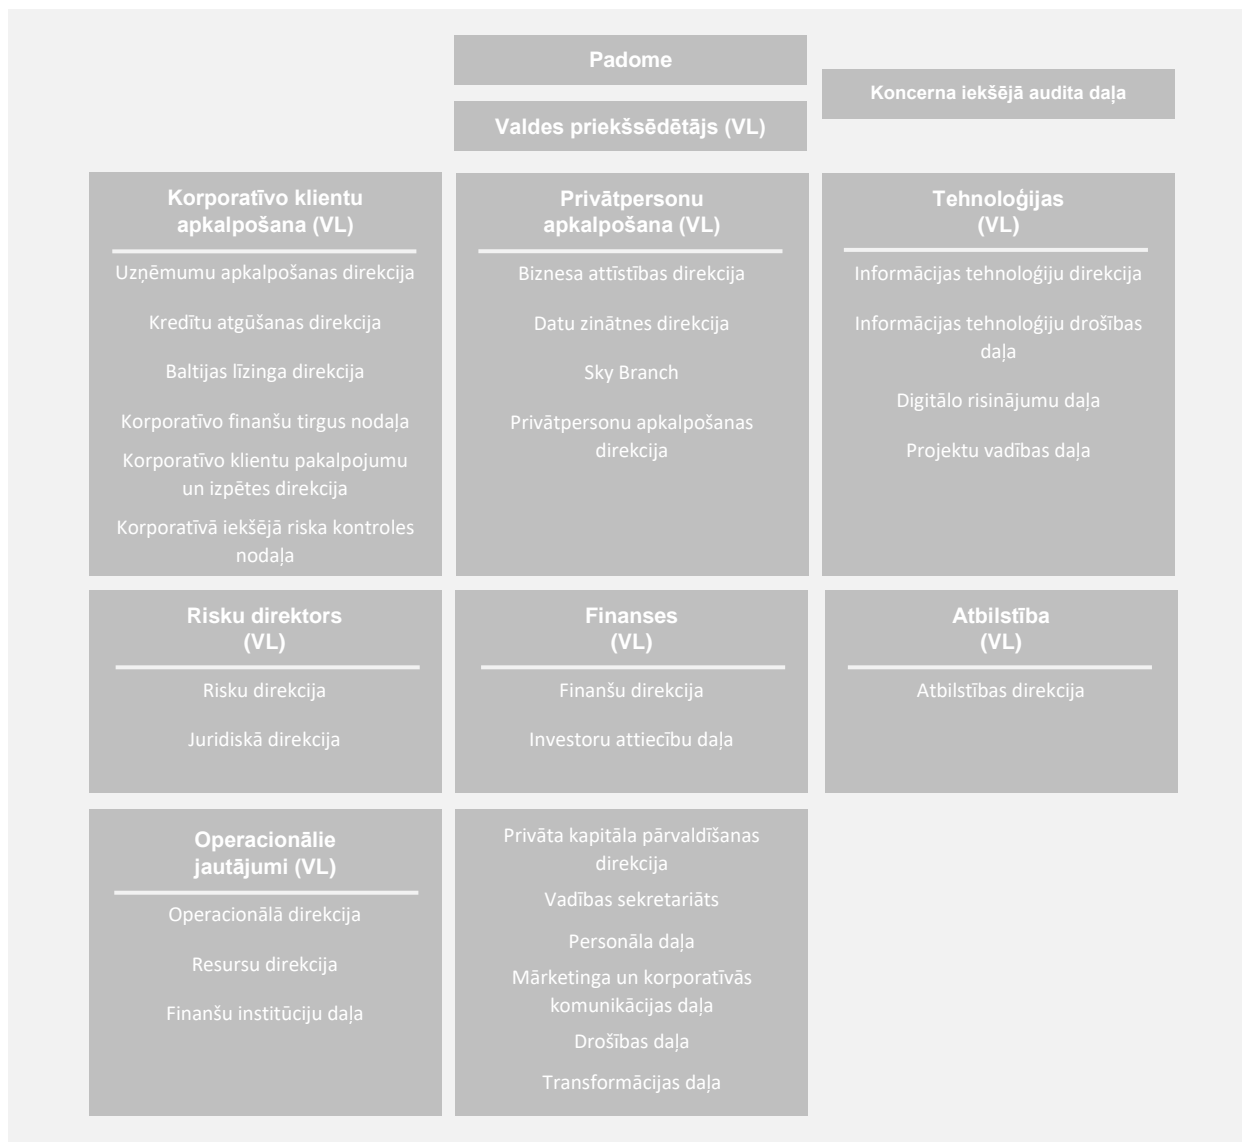 Padome
Koncerna iekšējā audita daļa
Valdes priekšsēdētājs (VL)
Korporatīvo klientu
apkalpošana (VL)
Uzņēmumu apkalpošanas direkcija
Kredītu atgūšanas direkcija
Baltijas līzinga direkcija
Korporatīvo finanšu tirgus nodaļa
Korporatīvo klientu pakalpojumu
un izpētes direkcija
Korporatīvā iekšējā riska kontroles
nodaļa
Privātpersonu
apkalpošana (VL)
Biznesa attīstības direkcija
Datu zinātnes direkcija
Sky Branch
Privātpersonu apkalpošanas
direkcija
Tehnoloģijas
(VL)
Informācijas tehnoloģiju direkcija
Informācijas tehnoloģiju drošības
daļa
Digitālo risinājumu daļa
Projektu vadības daļa
Risku direktors
(VL)
Risku direkcija
Juridiskā direkcija
Finanses
(VL)
Finanšu direkcija
Investoru attiecību daļa
Atbilstība
(VL)
Atbilstības direkcija
Operacionālie
jautājumi (VL)
Operacionālā direkcija
Resursu direkcija
Finanšu institūciju daļa
Privāta kapitāla pārvaldīšanas
direkcija
Vadības sekretariāts
Personāla daļa
Mārketinga un korporatīvās
komunikācijas daļa
Drošības daļa
Transformācijas daļa